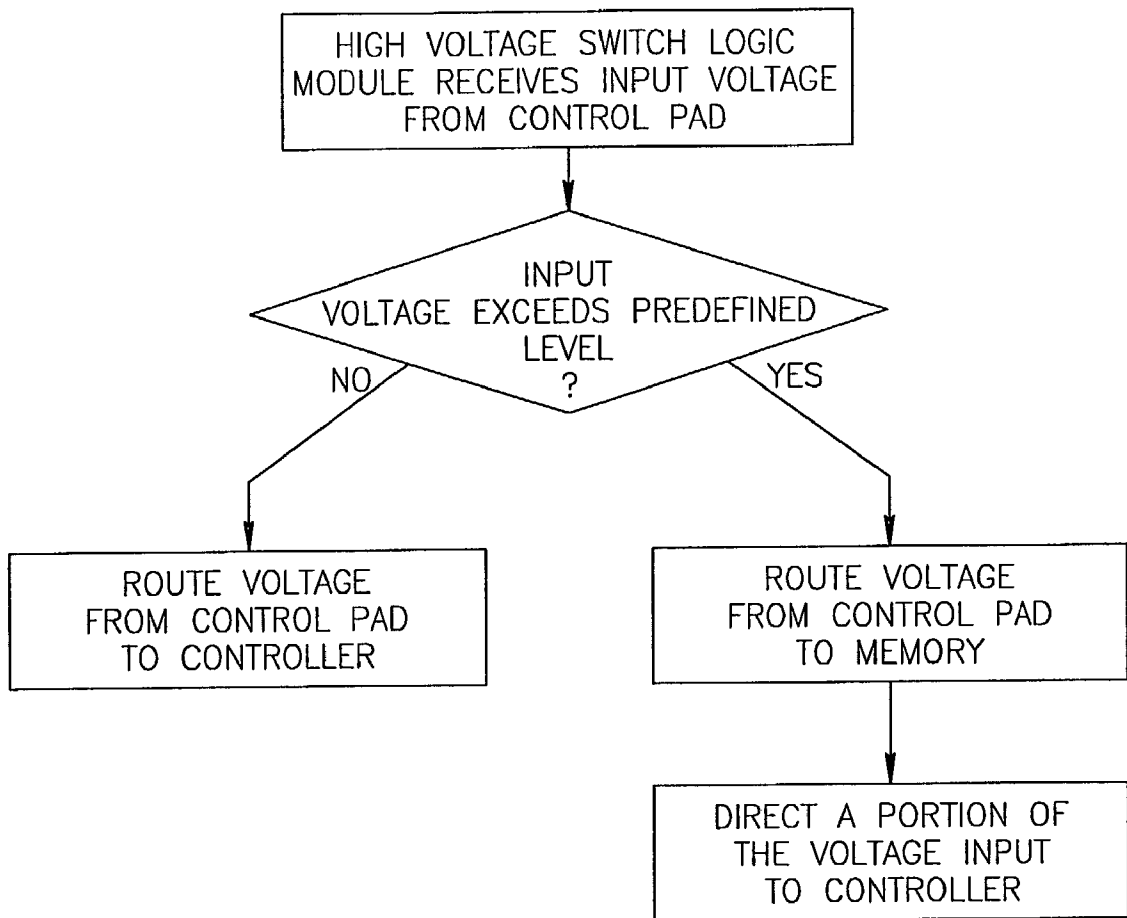 HIGH VOLTAGE SWITCH LOGIC
MODULE RECEIVES INPUT VOLTAGE
FROM CONTROL PAD
INPUT
VOLTAGE EXCEEDS PREDEFINED
LEVEL
?
NO
YES
ROUTE VOLTAGE
FROM CONTROL PAD
TO CONTROLLER
ROUTE VOLTAGE
FROM CONTROL PAD
TO MEMORY
DIRECT A PORTION OF
THE VOLTAGE INPUT
TO CONTROLLER